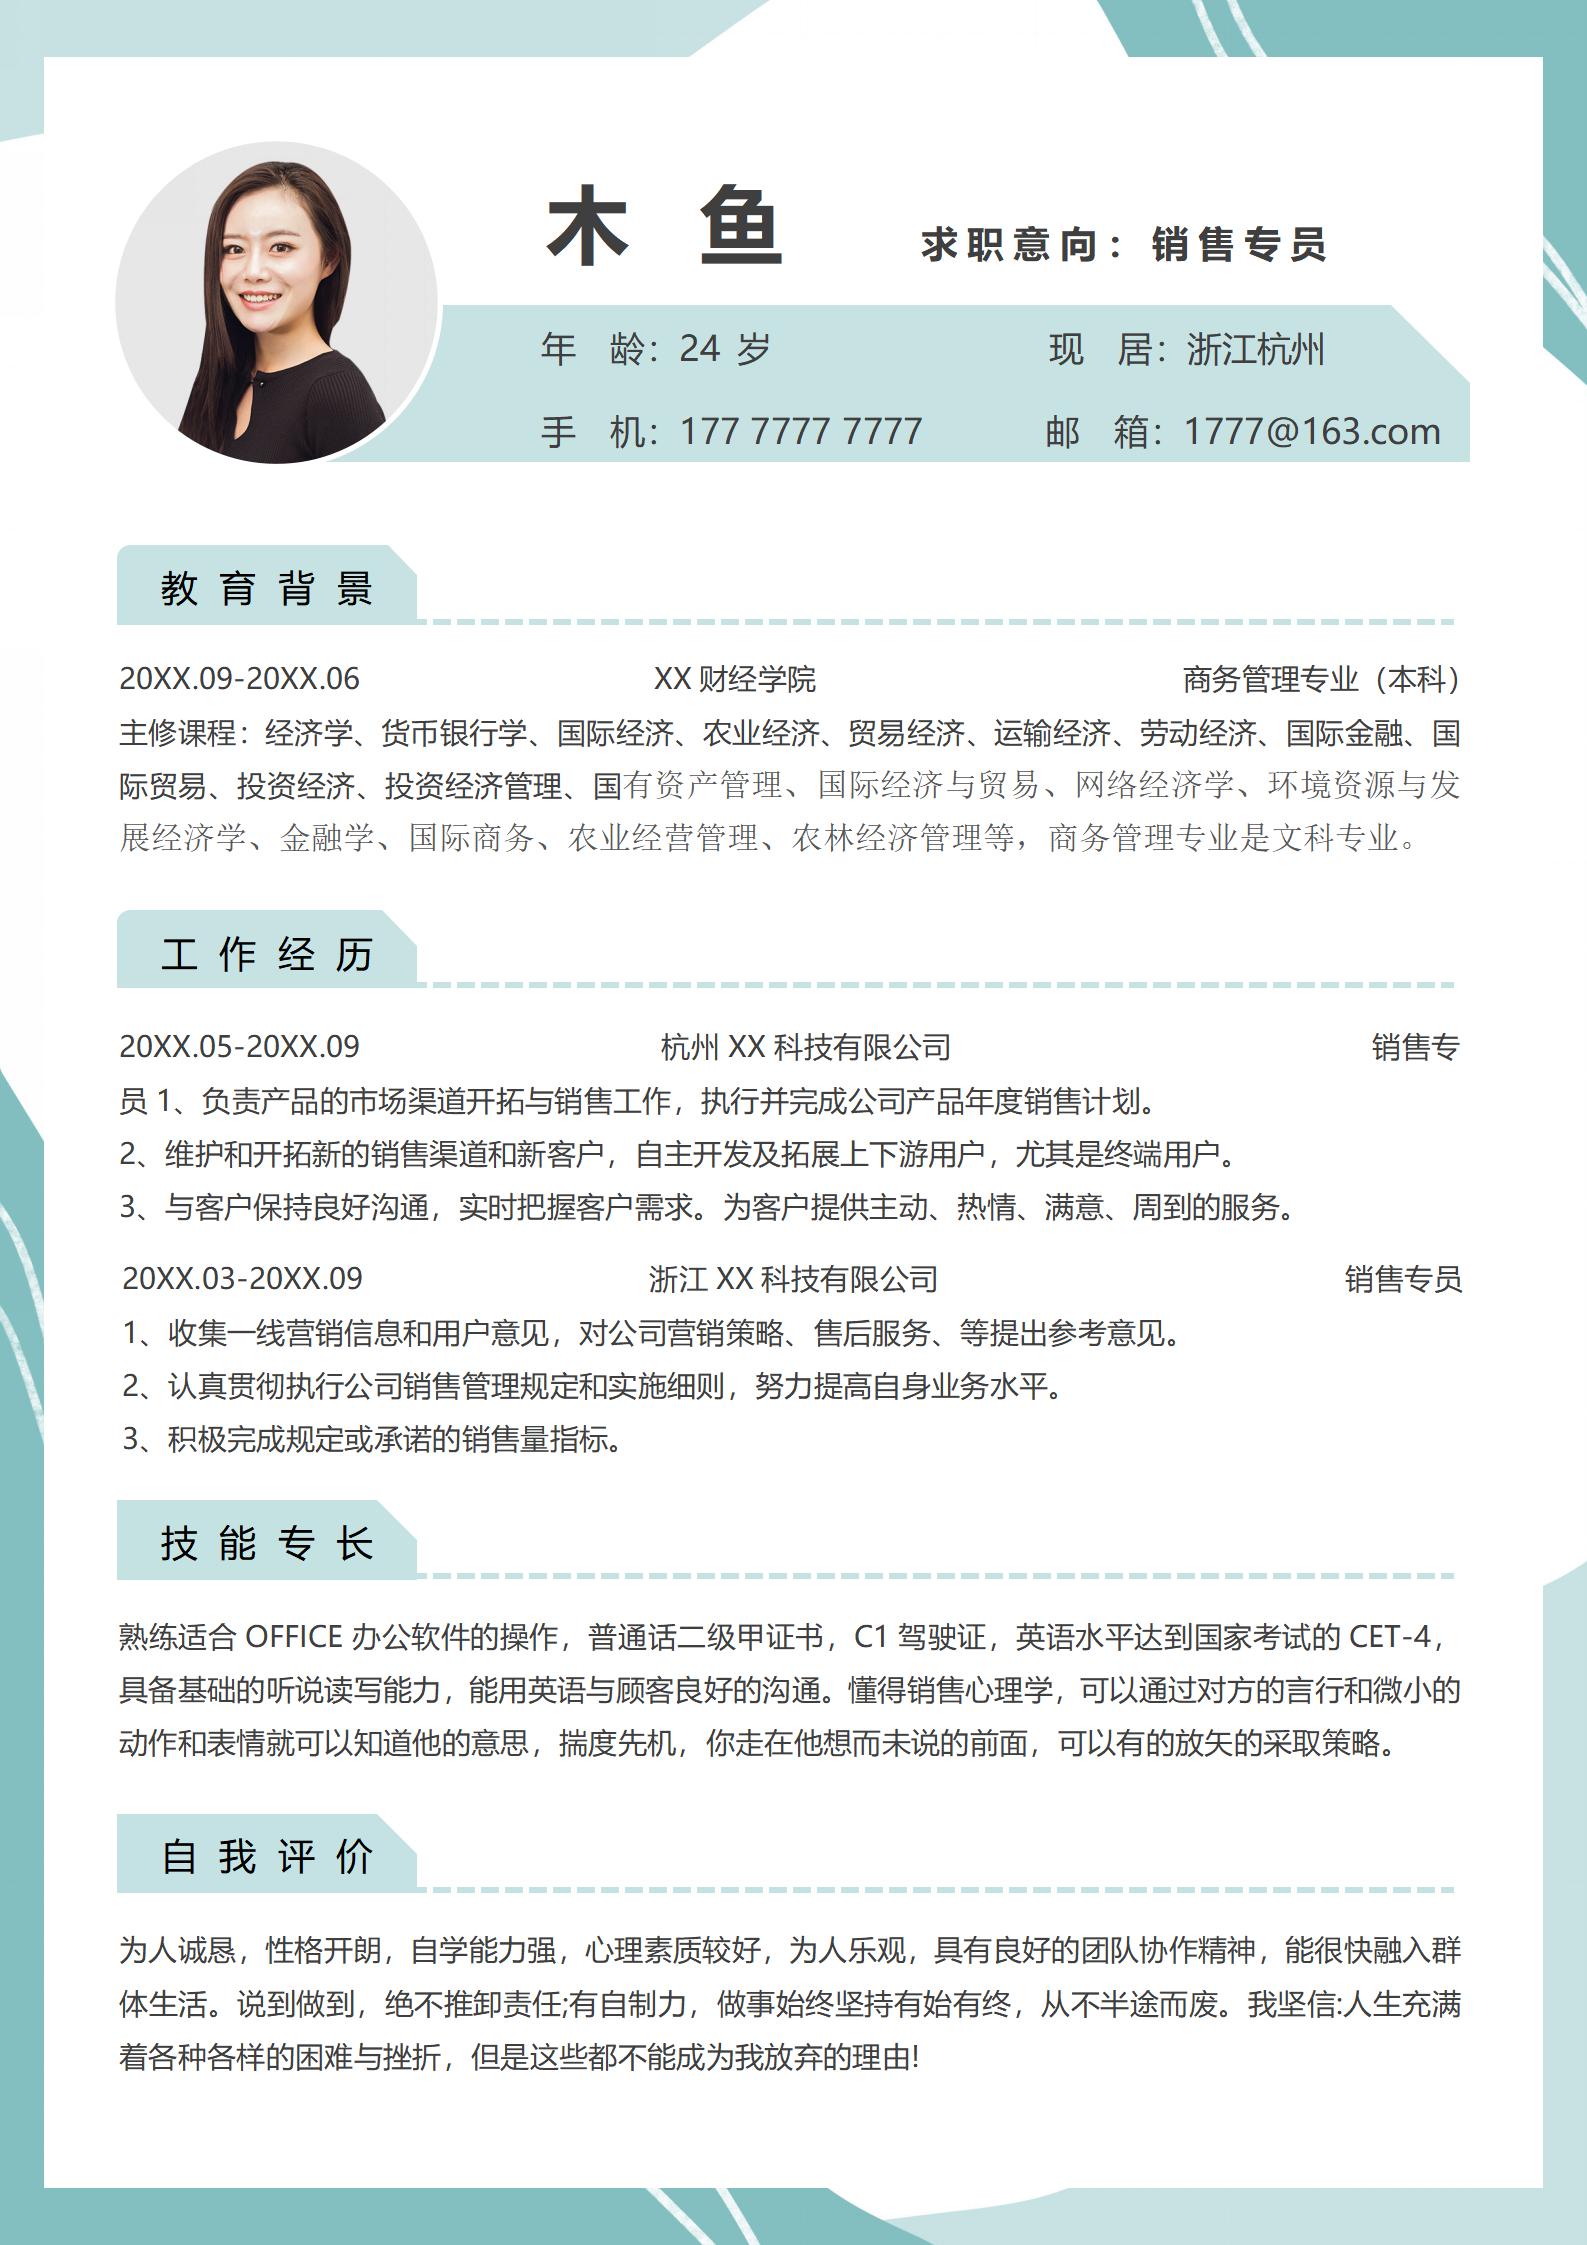 木 鱼
求职意向：销售专员
年 龄：24 岁 现 居：浙江杭州
手 机：177 7777 7777 邮 箱：1777@163.com
教育背景
20XX.09-20XX.06 XX 财经学院 商务管理专业（本科）
主修课程：经济学、货币银行学、国际经济、农业经济、贸易经济、运输经济、劳动经济、国际金融、国
际贸易、投资经济、投资经济管理、国有资产管理、国际经济与贸易、网络经济学、环境资源与发
展经济学、金融学、国际商务、农业经营管理、农林经济管理等，商务管理专业是文科专业。
工作经历
20XX.05-20XX.09 杭州 XX 科技有限公司 销售专
员 1、负责产品的市场渠道开拓与销售工作，执行并完成公司产品年度销售计划。
2、维护和开拓新的销售渠道和新客户，自主开发及拓展上下游用户，尤其是终端用户。
3、与客户保持良好沟通，实时把握客户需求。为客户提供主动、热情、满意、周到的服务。
20XX.03-20XX.09 浙江 XX 科技有限公司 销售专员
1、收集一线营销信息和用户意见，对公司营销策略、售后服务、等提出参考意见。
2、认真贯彻执行公司销售管理规定和实施细则，努力提高自身业务水平。
3、积极完成规定或承诺的销售量指标。
技能专长
熟练适合 OFFICE 办公软件的操作，普通话二级甲证书，C1 驾驶证，英语水平达到国家考试的 CET-4，
具备基础的听说读写能力，能用英语与顾客良好的沟通。懂得销售心理学，可以通过对方的言行和微小的
动作和表情就可以知道他的意思，揣度先机，你走在他想而未说的前面，可以有的放矢的采取策略。
自我评价
为人诚恳，性格开朗，自学能力强，心理素质较好，为人乐观，具有良好的团队协作精神，能很快融入群
体生活。说到做到，绝不推卸责任;有自制力，做事始终坚持有始有终，从不半途而废。我坚信:人生充满
着各种各样的困难与挫折，但是这些都不能成为我放弃的理由!